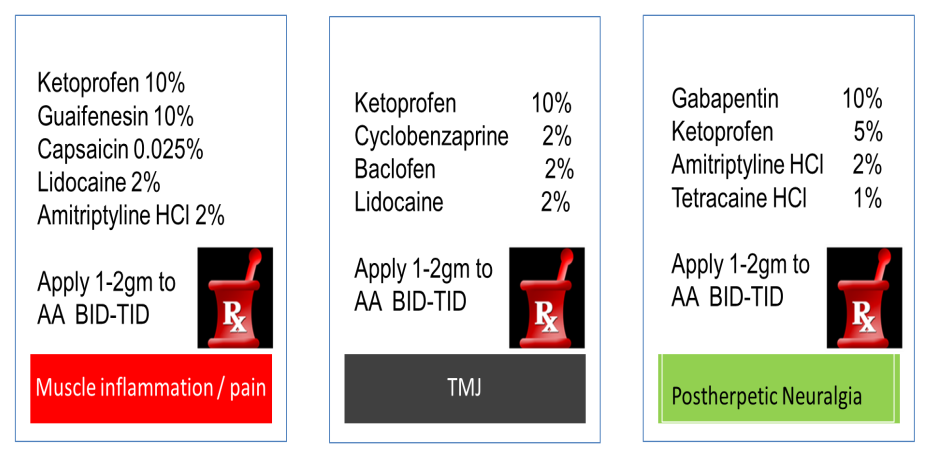 Ketoprofen 10%
Guaifenesin 10%
Capsaicin 0.025%
Lidocaine 2%
Amitriptyline HCl 2%
Apply 1-2gm to
AA BID-TID
Rx
Muscle inflammation / pain
Ketoprofen 10%
Cyclobenzaprine 2%
Baclofen 2%
Lidocaine 2%
Apply 1-2gm to
AA BID-TID
Rx
TMJ
Gabapentin 10%
Ketoprofen 5%
Amitriptyline HCl 2%
Tetracaine HCl 1%
Apply 1-2gm to
AA BID-TID
Rx
Postherpetic Neuralgia